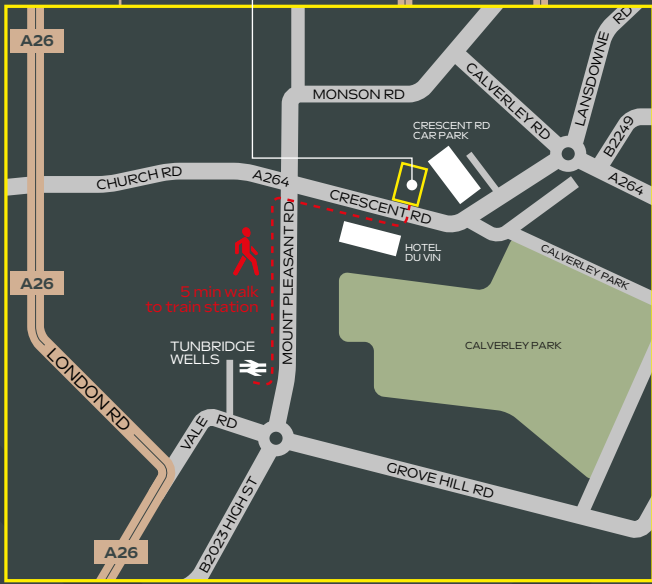 A26
LANSDOWNE RD
MONSON RD
CALVERLEY RD
CRESCENT RD
CAR PARK
B2249
CHURCH RD
A264
A264
CRESCENT RD
HOTEL
DU VIN
CALVERLEY PARK
MOUNT PLEASANT RD
A26
5 min walk
to train station
TUNBRIDGE
WELLS
CALVERLEY PARK
LONDON RD
VALE RD
GROVE HILL RD
B2023 HIGH ST
A26